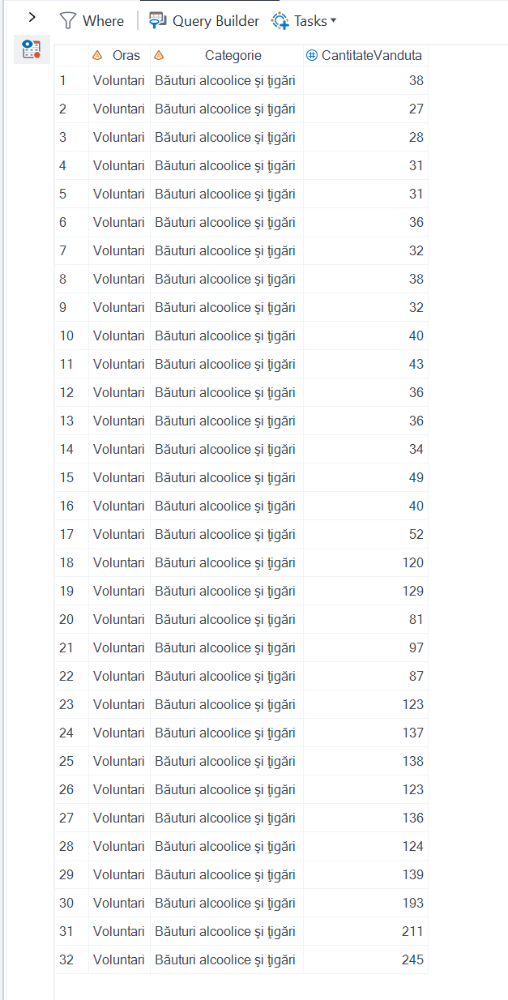 Where Query Builder Tasks
Oras Categorie CantitateVanduta
1 Voluntari Băuturi alcoolice şi ţigări 38
2 Voluntari Băuturi alcoolice şi ţigări 27
3 Voluntari Băuturi alcoolice şi ţigări 28
4 Voluntari Băuturi alcoolice şi ţigări 31
5 Voluntari Băuturi alcoolice şi ţigări 31
6 Voluntari Băuturi alcoolice şi ţigări 36
7 Voluntari Băuturi alcoolice şi ţigări 32
8 Voluntari Băuturi alcoolice şi ţigări 38
9 Voluntari Băuturi alcoolice şi ţigări 32
10 Voluntari Băuturi alcoolice şi ţigări 40
11 Voluntari Băuturi alcoolice şi ţigări 43
12 Voluntari Băuturi alcoolice şi ţigări 36
13 Voluntari Băuturi alcoolice şi ţigări 36
14 Voluntari Băuturi alcoolice şi ţigări 34
15 Voluntari Băuturi alcoolice şi ţigări 49
16 Voluntari Băuturi alcoolice şi ţigări 40
17 Voluntari Băuturi alcoolice şi ţigări 52
18 Voluntari Băuturi alcoolice şi ţigări 120
19 Voluntari Băuturi alcoolice şi ţigări 129
20 Voluntari Băuturi alcoolice şi ţigări 81
21 Voluntari Băuturi alcoolice şi ţigări 97
22 Voluntari Băuturi alcoolice şi ţigări 87
23 Voluntari Băuturi alcoolice şi ţigări 123
24 Voluntari Băuturi alcoolice şi ţigări 137
25 Voluntari Băuturi alcoolice şi ţigări 138
26 Voluntari Băuturi alcoolice şi ţigări 123
27 Voluntari Băuturi alcoolice şi ţigări 136
28 Voluntari Băuturi alcoolice şi ţigări 124
29 Voluntari Băuturi alcoolice şi ţigări 139
30 Voluntari Băuturi alcoolice şi ţigări 193
31 Voluntari Băuturi alcoolice şi ţigări 211
32 Voluntari Băuturi alcoolice şi ţigări 245